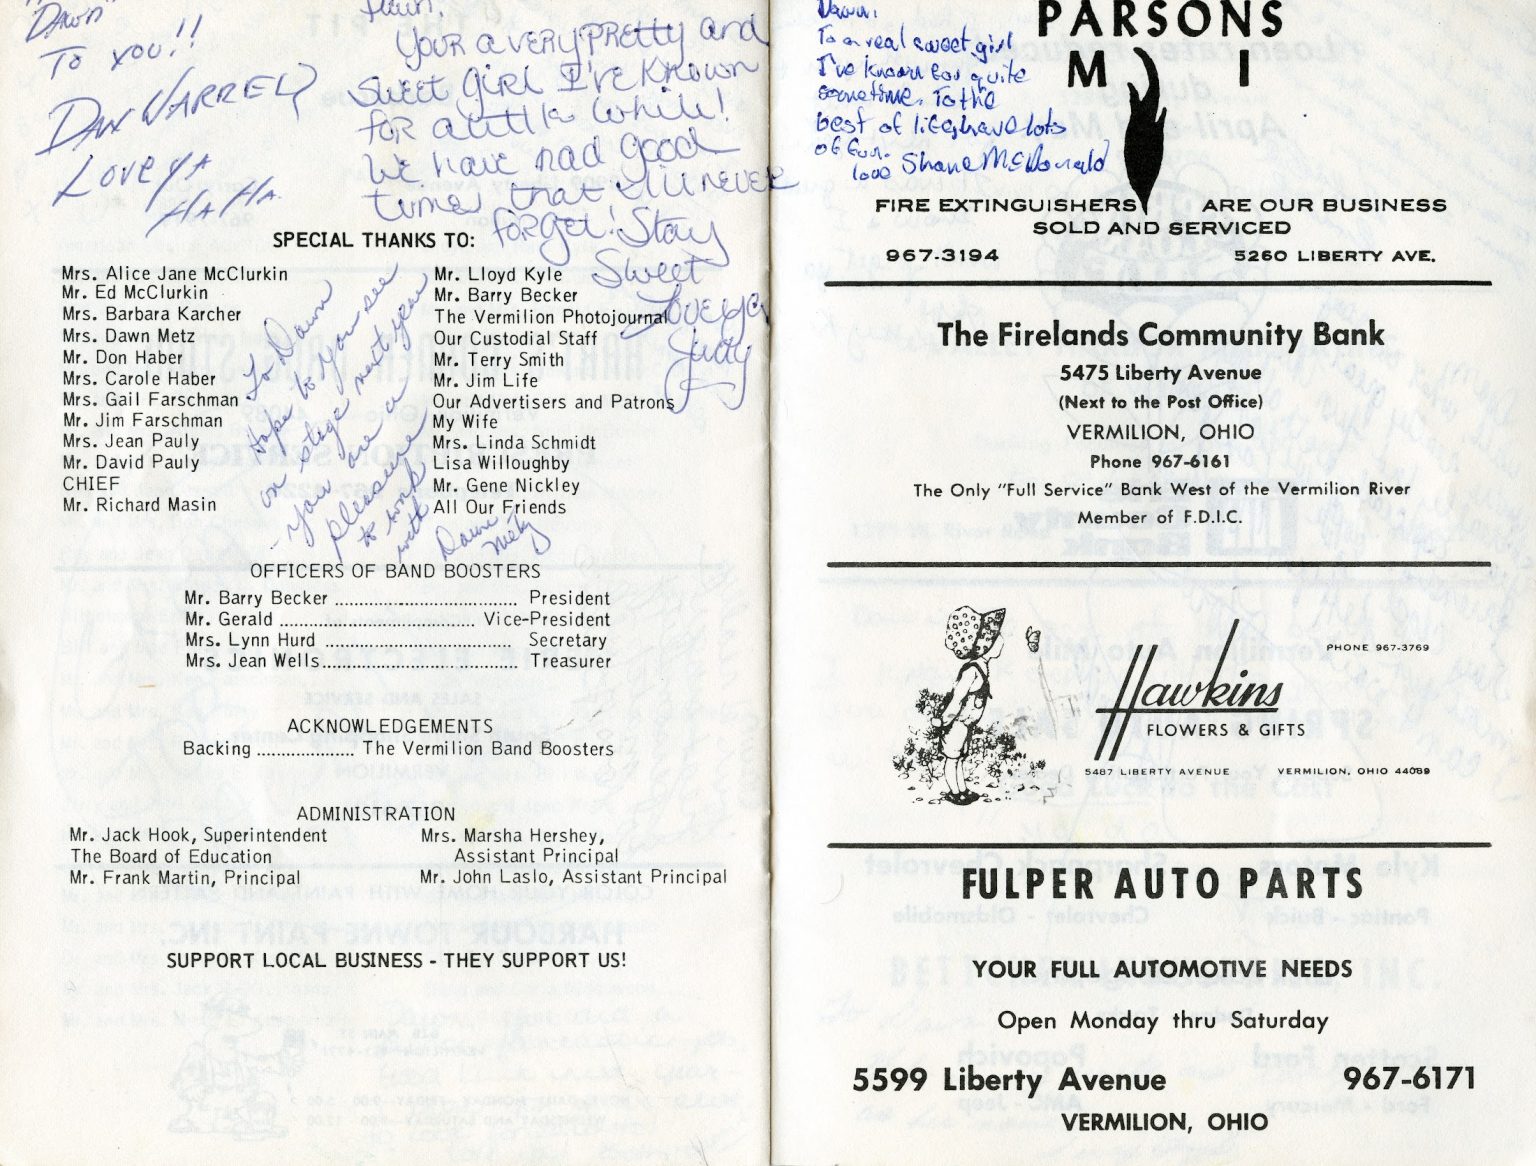 "Dawn"
To you!!
Dan Warrel
Love ya
HA HA
Dawn,
Your a very pretty and
sweet girl I've known
for a little while!
We have had good
times that I'll never
forget! Stay
Sweet
Love ya
Judy
SPECIAL THANKS TO:
Mrs. Alice Jane McClurkin
Mr. Ed McClurkin
Mrs. Barbara Karcher
Mrs. Dawn Metz
Mr. Don Haber
Mrs. Carole Haber
Mrs. Gail Farschman
Mr. Jim Farschman
Mrs. Jean Pauly
Mr. David Pauly
CHIEF
Mr. Richard Masin
To Dawn
Hope to you see
on stage next year
- you are a
pleasure
to work
with
Dawn
Metz
Mr. Lloyd Kyle
Mr. Barry Becker
The Vermilion Photojournal
Our Custodial Staff
Mr. Terry Smith
Mr. Jim Life
Our Advertisers and Patrons
My Wife
Mrs. Linda Schmidt
Lisa Willoughby
Mr. Gene Nickley
All Our Friends
OFFICERS OF BAND BOOSTERS
Mr. Barry Becker ........ President
Mr. Gerald ........ Vice-President
Mrs. Lynn Hurd ........ Secretary
Mrs. Jean Wells ........ Treasurer
ACKNOWLEDGEMENTS
Backing ........ The Vermilion Band Boosters
ADMINISTRATION
Mr. Jack Hook, Superintendent
The Board of Education
Mr. Frank Martin, Principal
Mrs. Marsha Hershey,
Assistant Principal
Mr. John Laslo, Assistant Principal
SUPPORT LOCAL BUSINESS - THEY SUPPORT US!
Dawn,
To a real sweet girl
I've known for quite
sometime. To the
best of life, have lots
of fun.
love Shane McDonald
PARSONS
M I
FIRE EXTINGUISHERS ARE OUR BUSINESS
SOLD AND SERVICED
967-3194 5260 LIBERTY AVE.
The Firelands Community Bank
5475 Liberty Avenue
(Next to the Post Office)
VERMILION, OHIO
Phone 967-6161
The Only "Full Service" Bank West of the Vermilion River
Member of F.D.I.C.
PHONE 967-3769
Hawkins
FLOWERS & GIFTS
5487 LIBERTY AVENUE VERMILION, OHIO 44089
FULPER AUTO PARTS
YOUR FULL AUTOMOTIVE NEEDS
Open Monday thru Saturday
5599 Liberty Avenue 967-6171
VERMILION, OHIO